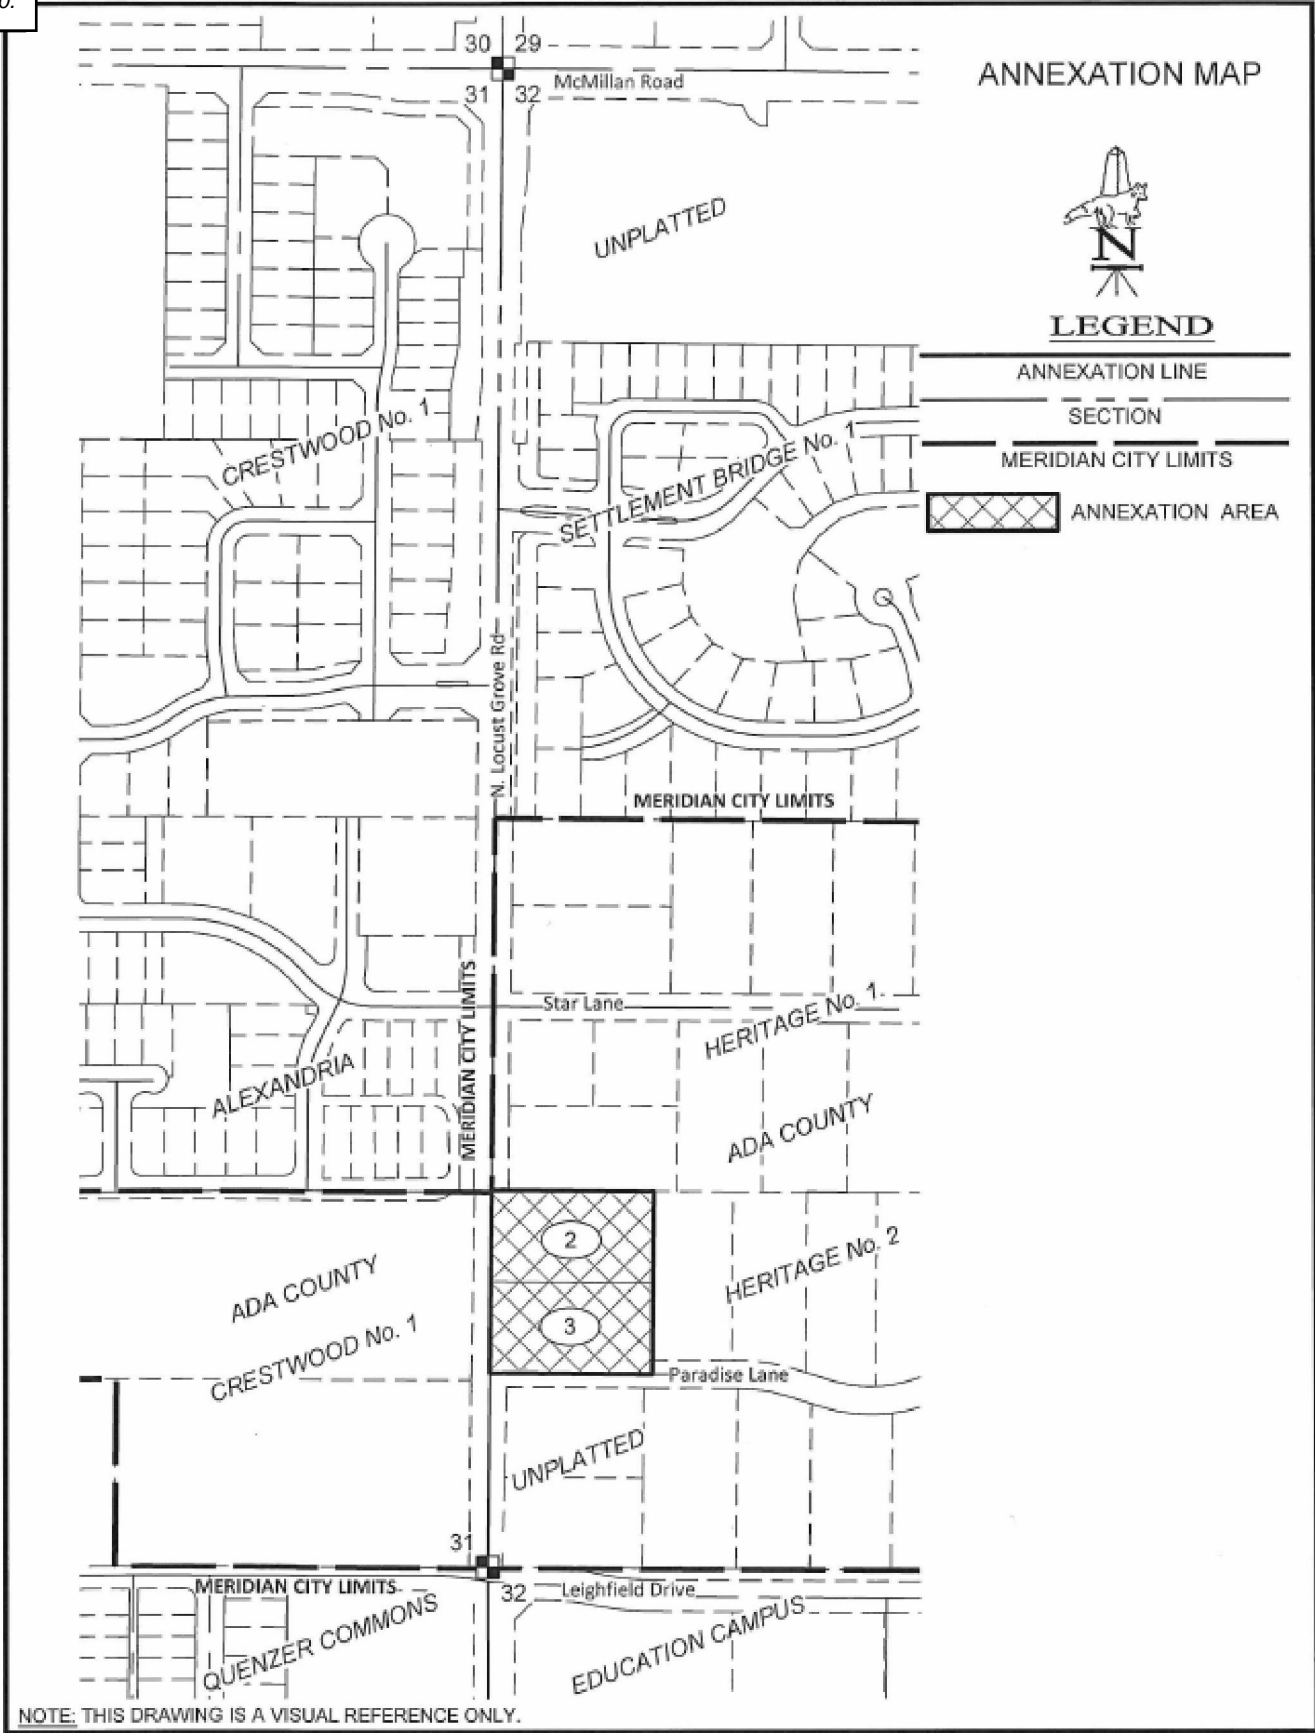 0.
30 29
McMillan Road
31 32
ANNEXATION MAP
UNPLATTED
N
LEGEND
ANNEXATION LINE
SECTION
MERIDIAN CITY LIMITS
ANNEXATION AREA
CRESTWOOD No. 1
SETTLEMENT BRIDGE No. 1
N. Locust Grove Rd
MERIDIAN CITY LIMITS
MERIDIAN CITY LIMITS
Star Lane
HERITAGE No. 1.
ALEXANDRIA
ADA COUNTY
2
HERITAGE No. 2
ADA COUNTY
3
CRESTWOOD No. 1
Paradise Lane
UNPLATTED
31
32
MERIDIAN CITY LIMITS
Leighfield Drive
QUENZER COMMONS
EDUCATION CAMPUS
NOTE: THIS DRAWING IS A VISUAL REFERENCE ONLY.